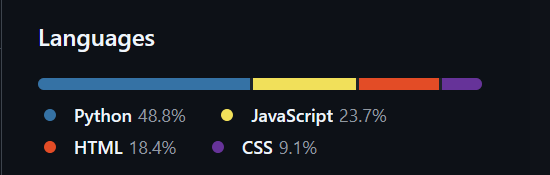 Languages
Python 48.8% JavaScript 23.7%
HTML 18.4% CSS 9.1%